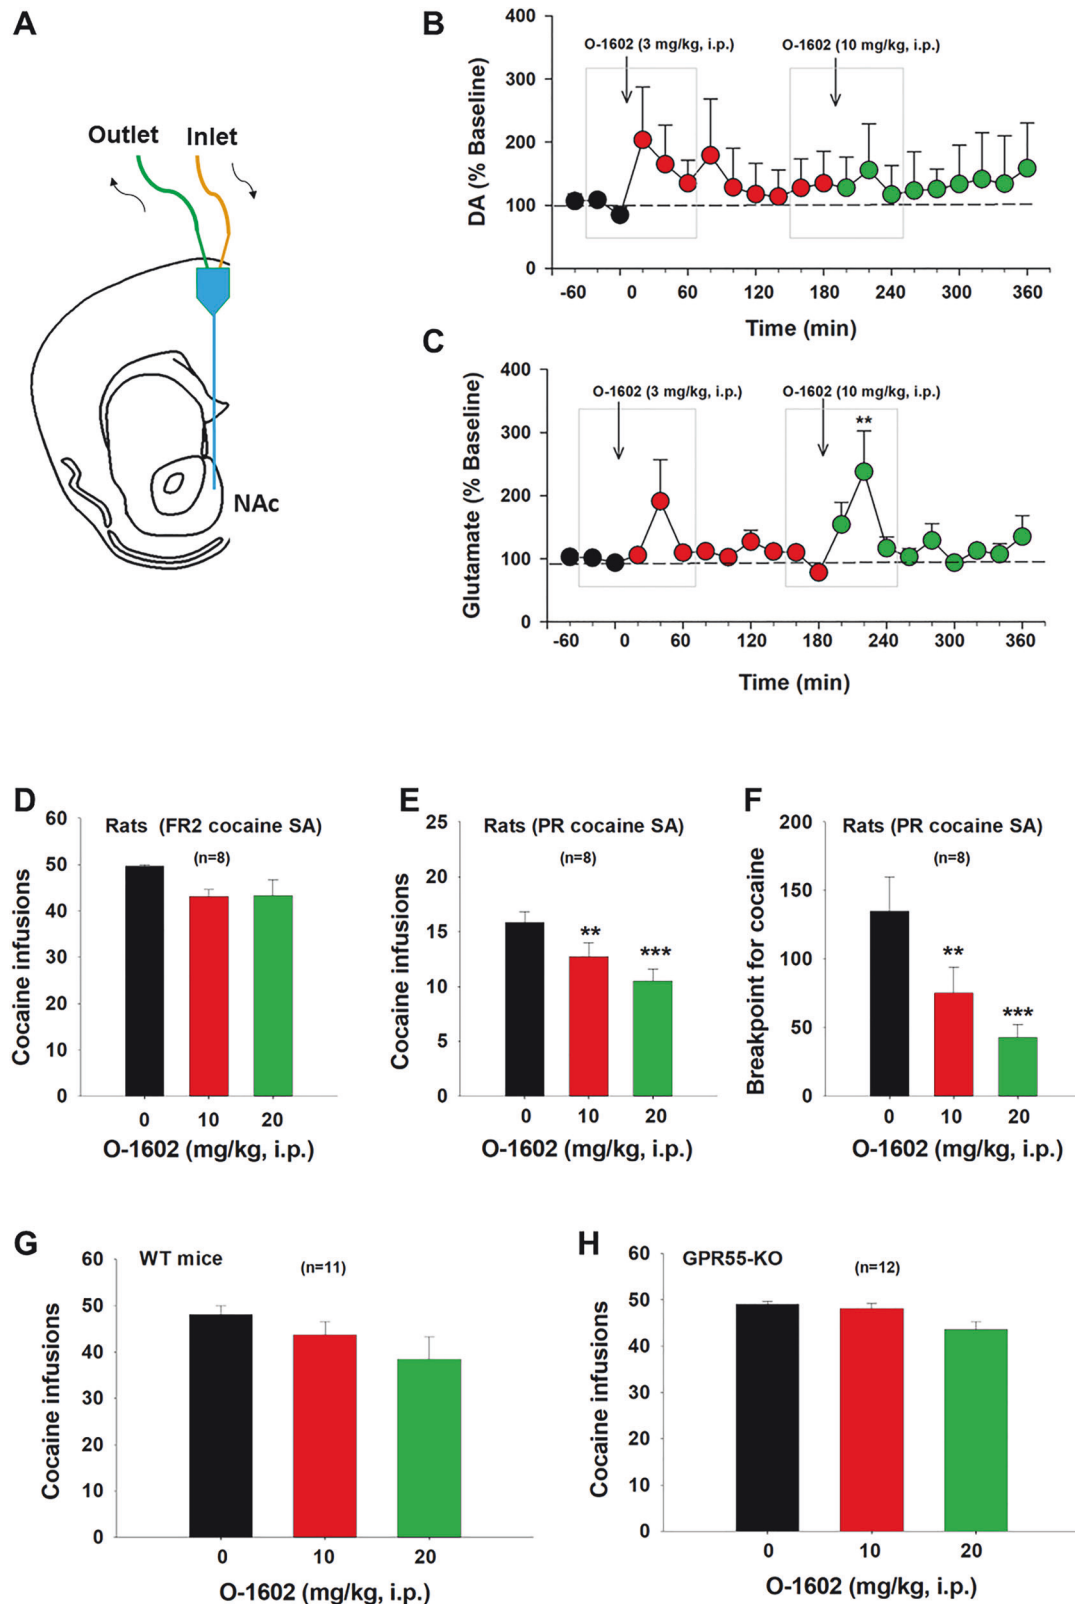 A
Outlet Inlet
NAc
B
DA (% Baseline)
400
300
200
100
0
O-1602 (3 mg/kg, i.p.) O-1602 (10 mg/kg, i.p.)
-60 0 60 120 180 240 300 360
Time (min)
C
Glutamate (% Baseline)
400
300
200
100
0
O-1602 (3 mg/kg, i.p.) O-1602 (10 mg/kg, i.p.)
**
-60 0 60 120 180 240 300 360
Time (min)
D
Rats (FR2 cocaine SA)
(n=8)
Cocaine infusions
60
50
40
30
20
10
0
0 10 20
O-1602 (mg/kg, i.p.)
E
Rats (PR cocaine SA)
(n=8)
Cocaine infusions
25
20
15
10
5
0
** ***
0 10 20
O-1602 (mg/kg, i.p.)
F
Rats (PR cocaine SA)
(n=8)
Breakpoint for cocaine
200
150
100
50
0
** ***
0 10 20
O-1602 (mg/kg, i.p.)
G
WT mice
(n=11)
Cocaine infusions
60
50
40
30
20
10
0
0 10 20
O-1602 (mg/kg, i.p.)
H
GPR55-KO
(n=12)
Cocaine infusions
60
50
40
30
20
10
0
0 10 20
O-1602 (mg/kg, i.p.)